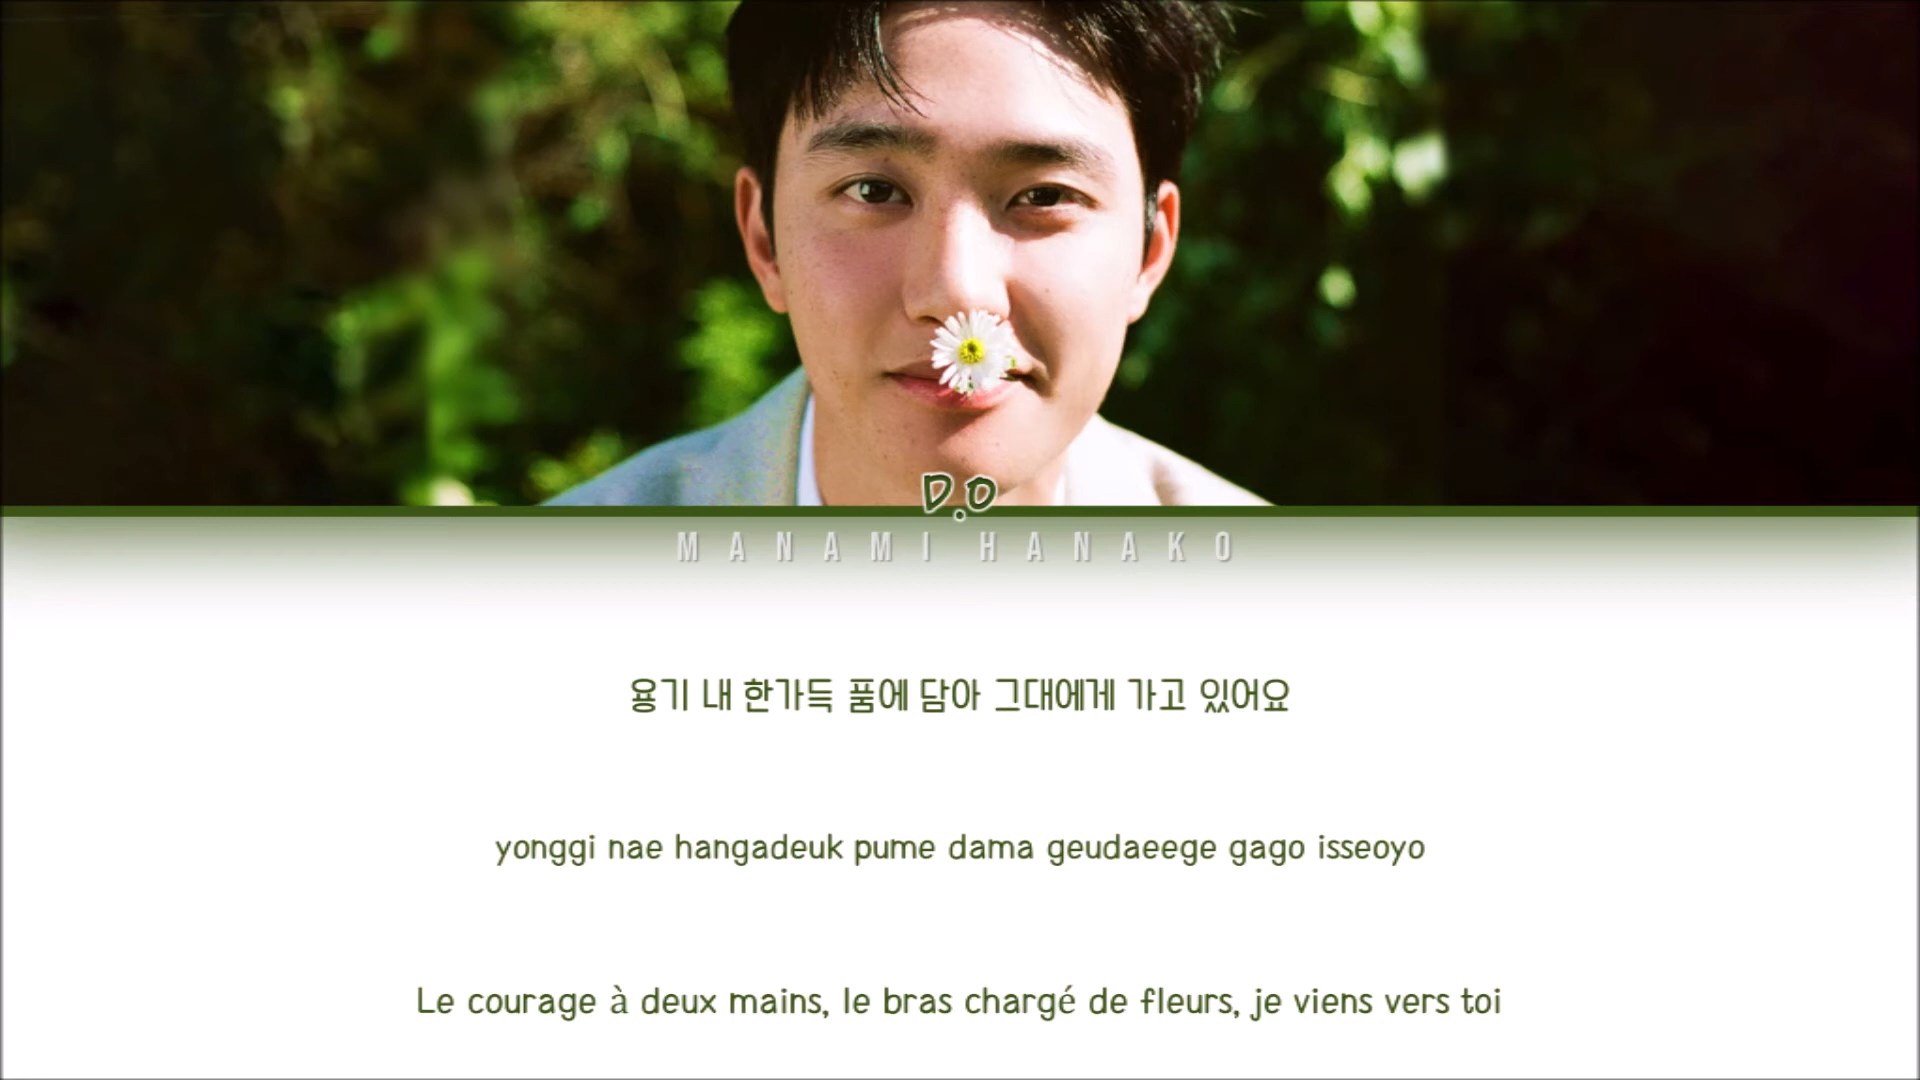 D.O
MANAMI HANAKO
용기 내 한가득 품에 담아 그대에게 가고 있어요
yonggi nae hangadeuk pume dama geudaeege gago isseoyo
Le courage à deux mains, le bras chargé de fleurs, je viens vers toi